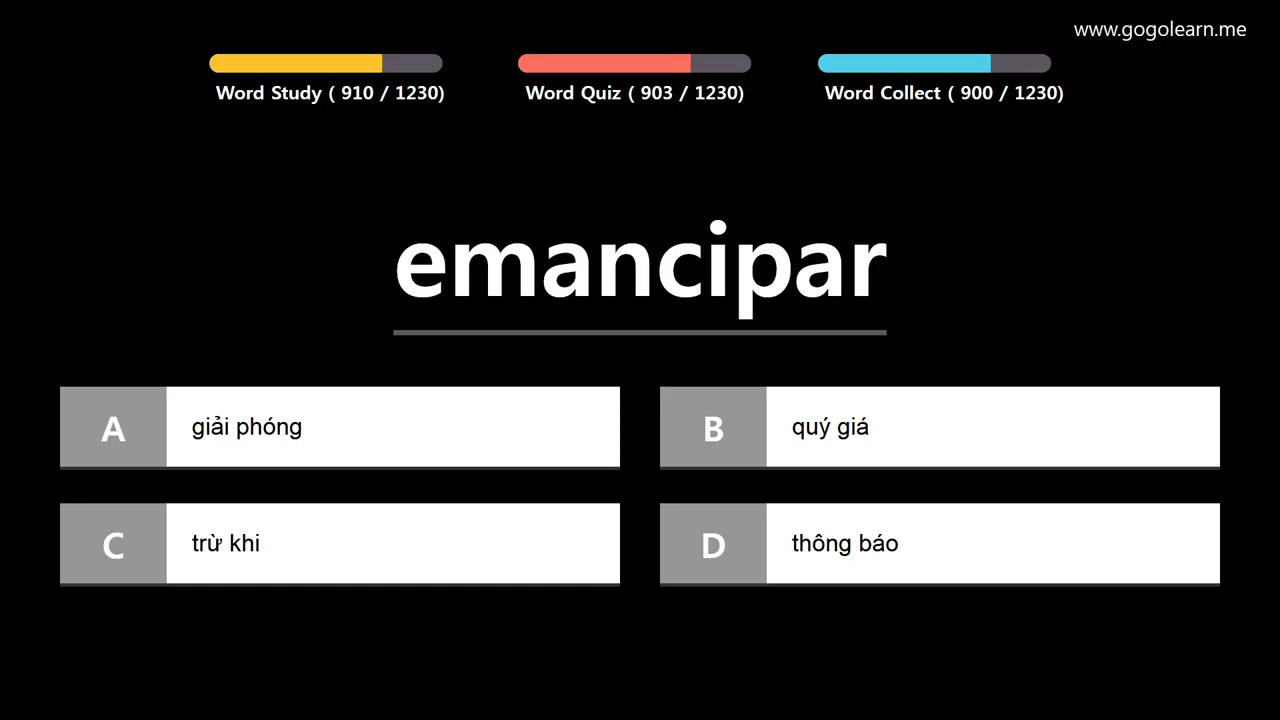 www.gogolearn.me
Word Study ( 910 / 1230)
Word Quiz ( 903 / 1230)
Word Collect ( 900 / 1230)
emancipar
A
giải phóng
B
quý giá
C
trừ khi
D
thông báo